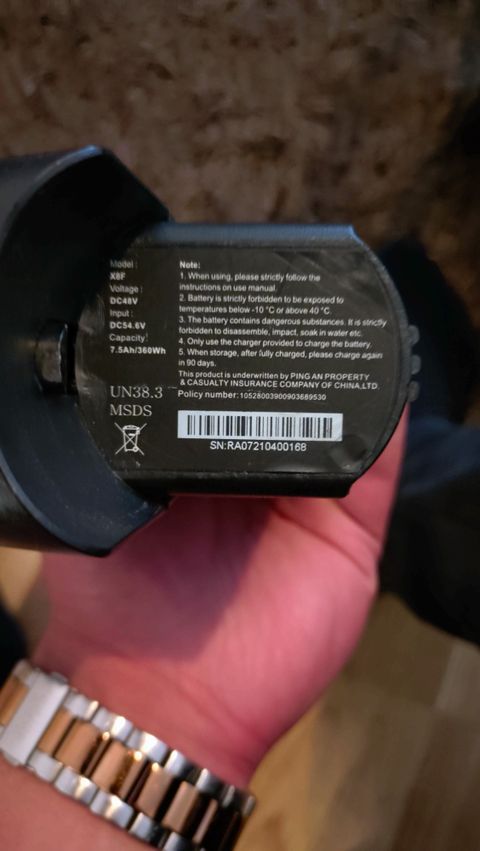 Model :
X8F
Voltage :
DC48V
Input :
DC54.6V
Capacity :
7.5Ah/360Wh
UN38.3
MSDS
Note:
1. When using, please strictly follow the
instructions on use manual.
2. Battery is strictly forbidden to be exposed to
temperatures below -10 °C or above 40 °C.
3. The battery contains dangerous substances. It is strictly
forbidden to disassemble, impact, soak in water etc.
4. Only use the charger provided to charge the battery.
5. When storage, after fully charged, please charge again
in 90 days.
This product is underwritten by PING AN PROPERTY
& CASUALTY INSURANCE COMPANY OF CHINA,LTD.
Policy number:10528003900903689530
SN:RA07210400168